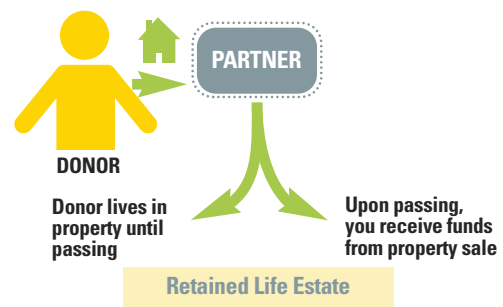 PARTNER
DONOR
Donor lives in
property until
passing
Upon passing,
you receive funds
from property sale
Retained Life Estate